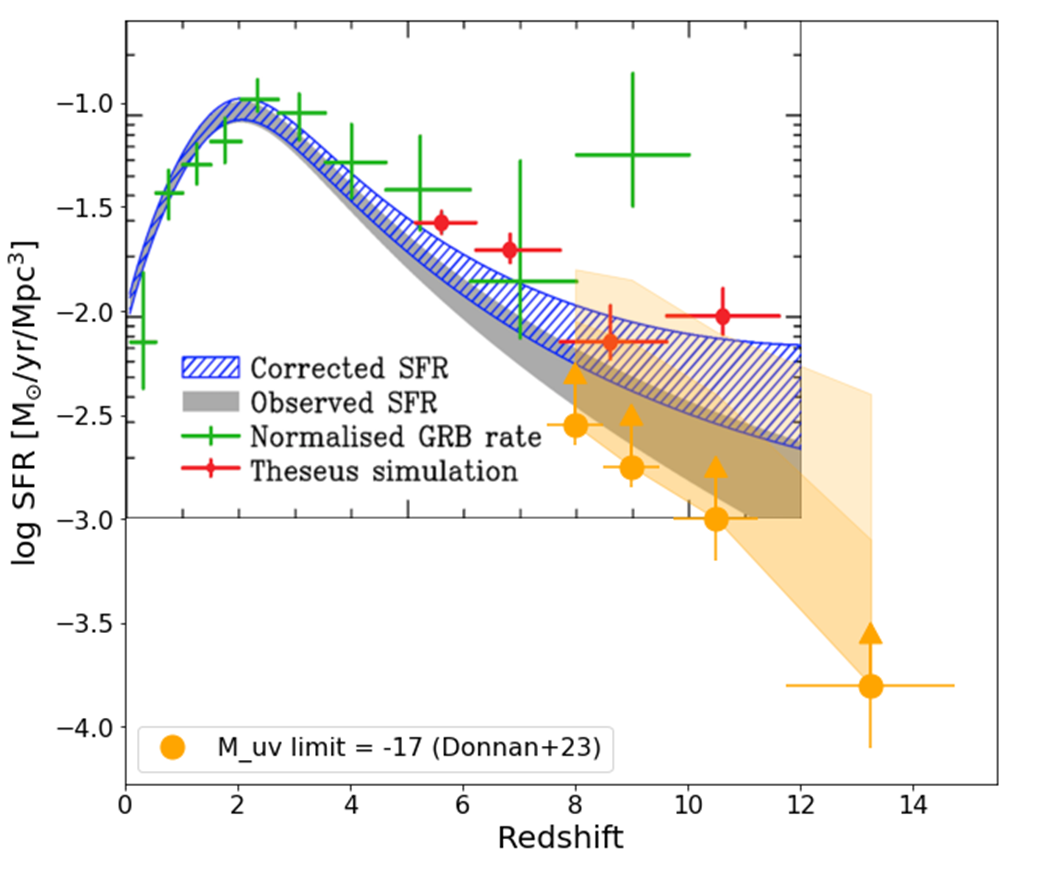 log SFR [M☉/yr/Mpc³]
−1.0
−1.5
−2.0
−2.5
−3.0
−3.5
−4.0
Corrected SFR
Observed SFR
Normalised GRB rate
Theseus simulation
M_uv limit = -17 (Donnan+23)
0 2 4 6 8 10 12 14
Redshift